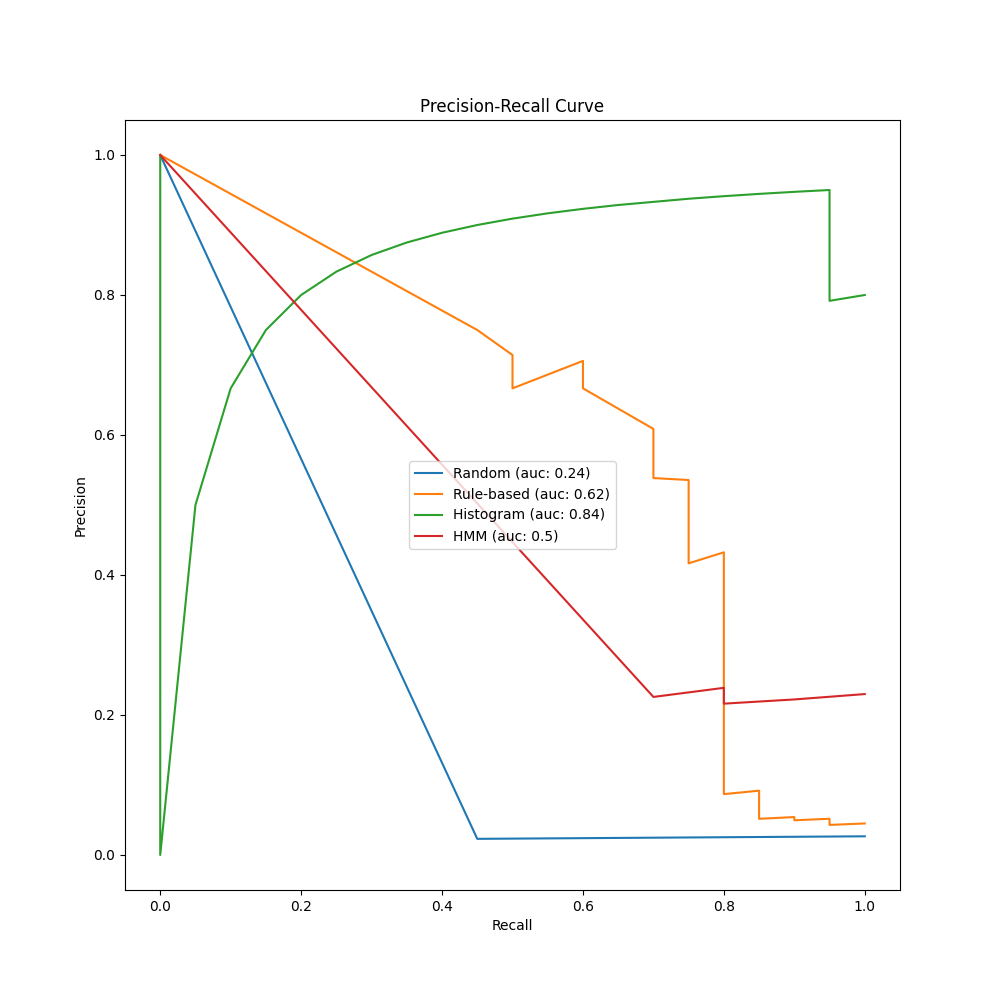 Precision-Recall Curve
1.0
0.8
0.6
0.4
0.2
0.0
Precision
Random (auc: 0.24)
Rule-based (auc: 0.62)
Histogram (auc: 0.84)
HMM (auc: 0.5)
0.0 0.2 0.4 0.6 0.8 1.0
Recall